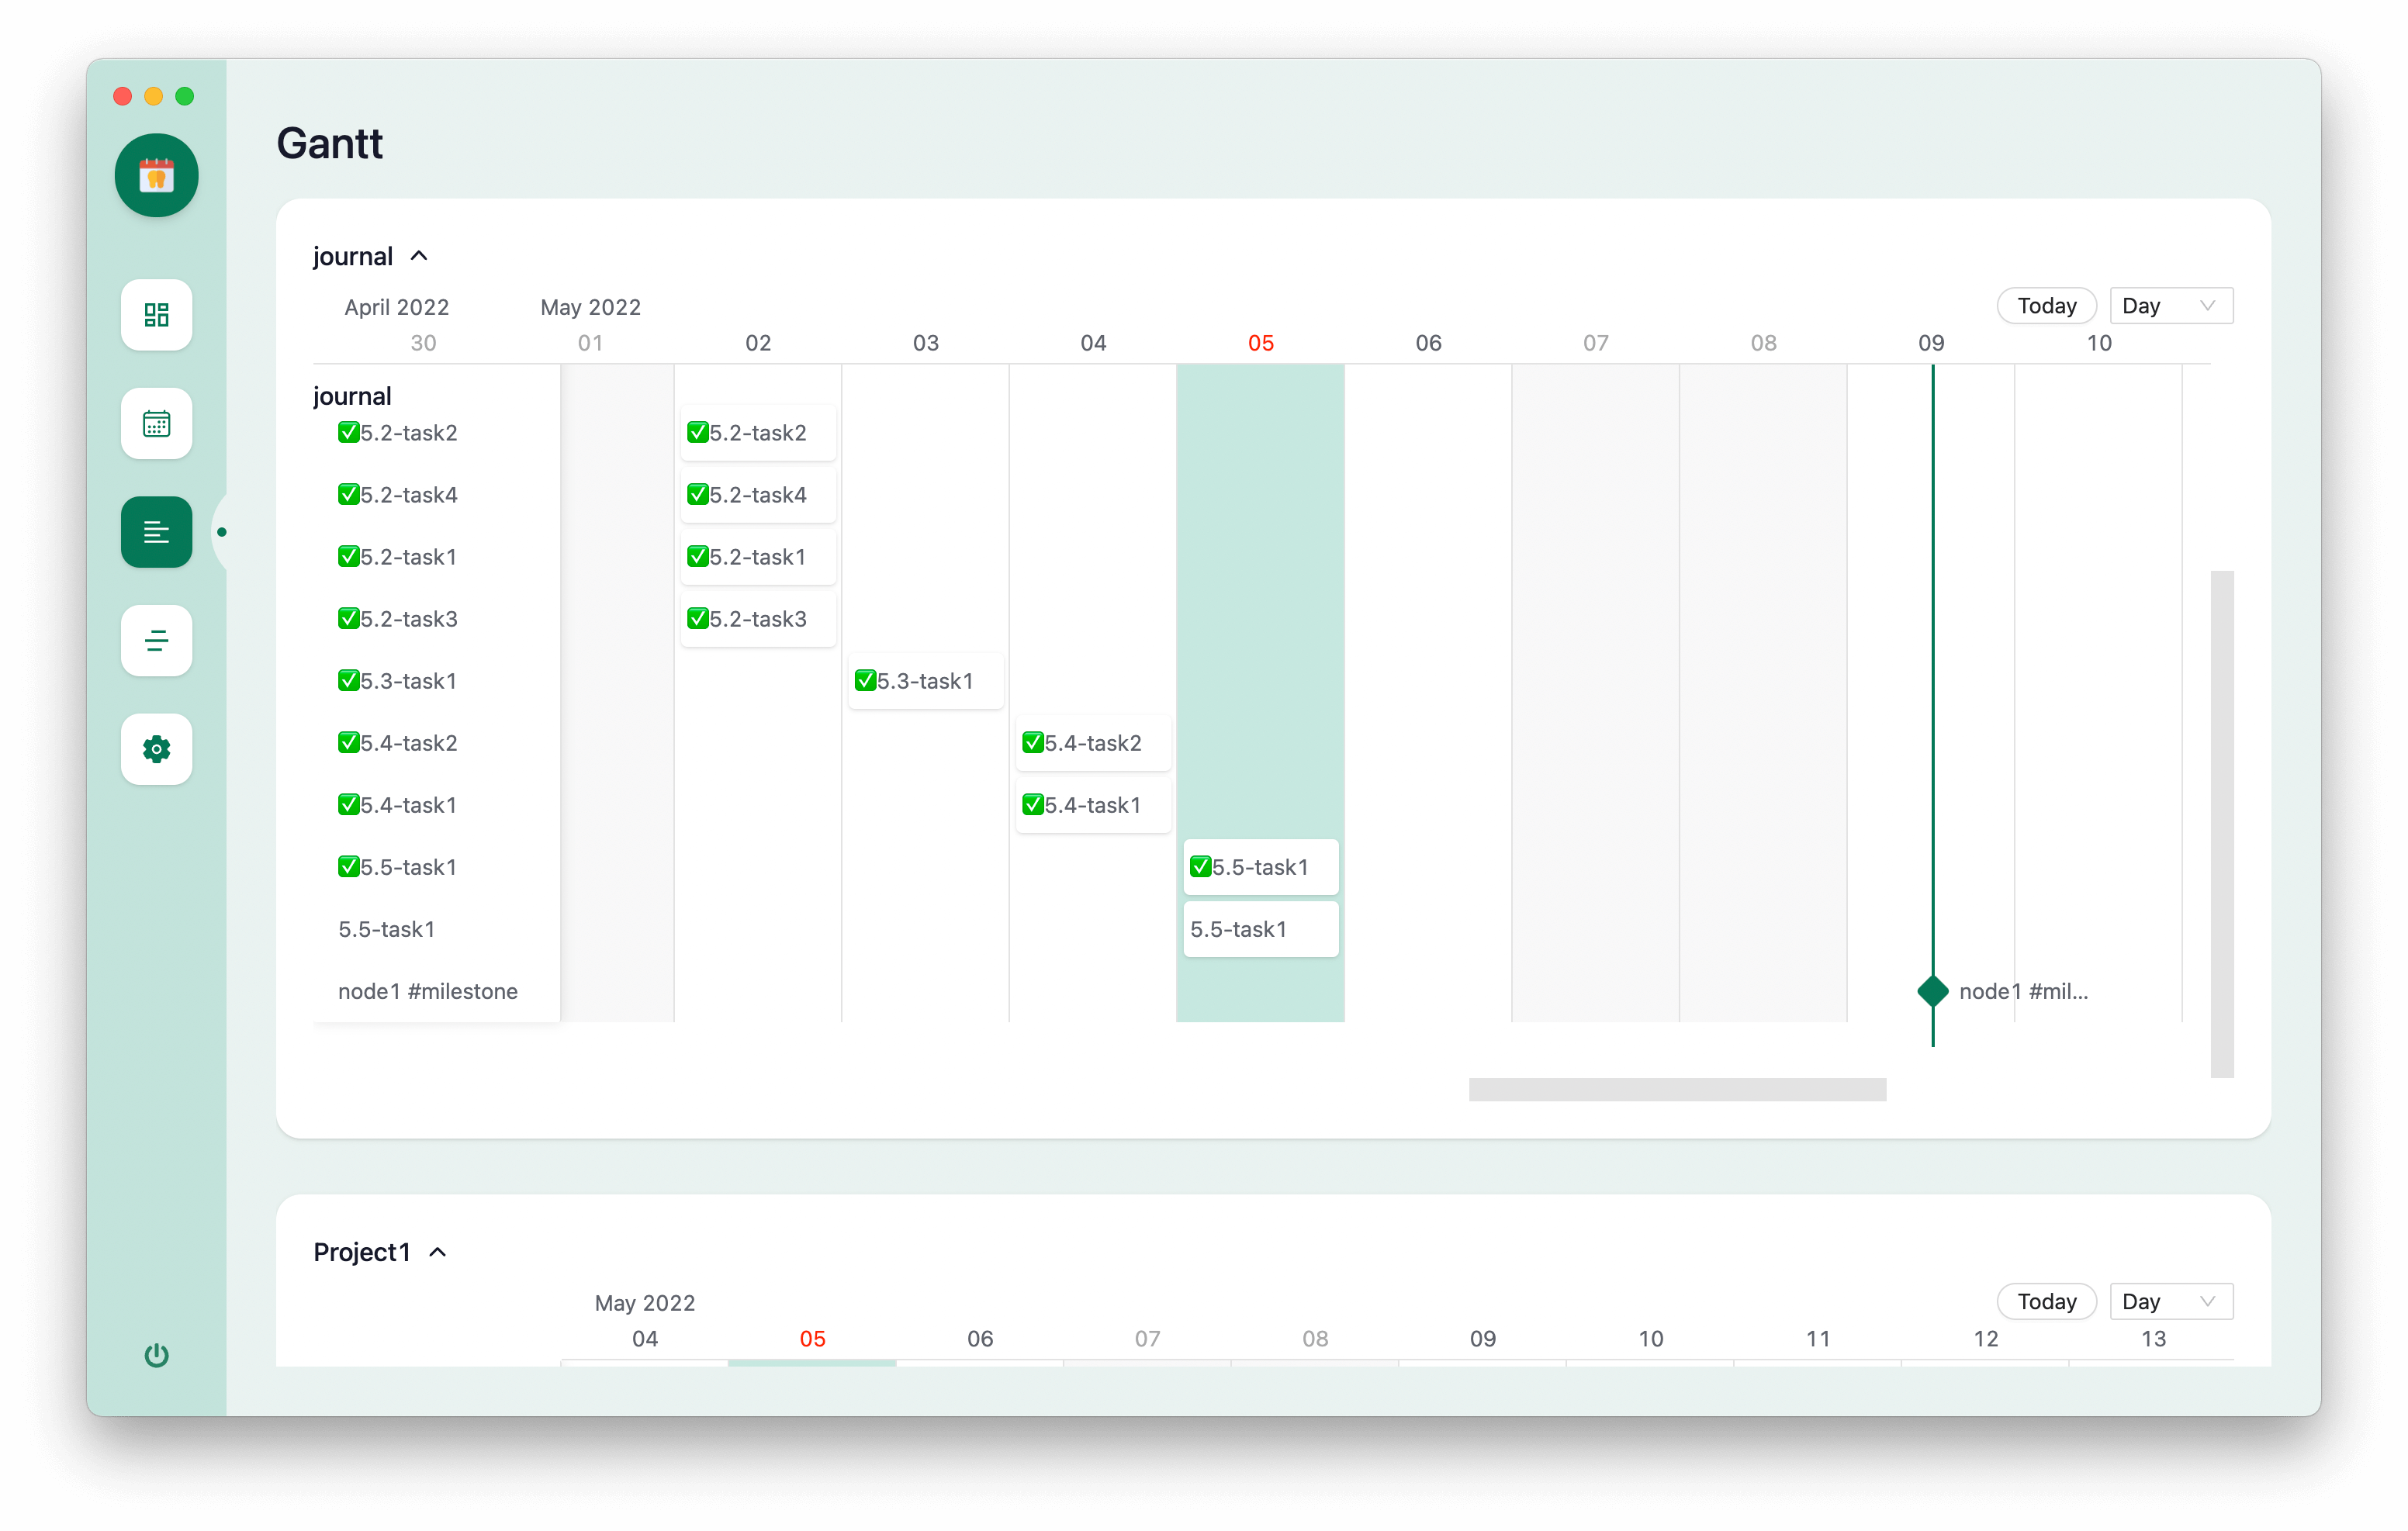 Gantt
journal
April 2022 May 2022 Today Day
30 01 02 03 04 05 06 07 08 09 10
journal
✅5.2-task2 ✅5.2-task2
✅5.2-task4 ✅5.2-task4
✅5.2-task1 ✅5.2-task1
✅5.2-task3 ✅5.2-task3
✅5.3-task1 ✅5.3-task1
✅5.4-task2 ✅5.4-task2
✅5.4-task1 ✅5.4-task1
✅5.5-task1 ✅5.5-task1
5.5-task1 5.5-task1
node1 #milestone node1 #mil...
Project1
May 2022 Today Day
04 05 06 07 08 09 10 11 12 13